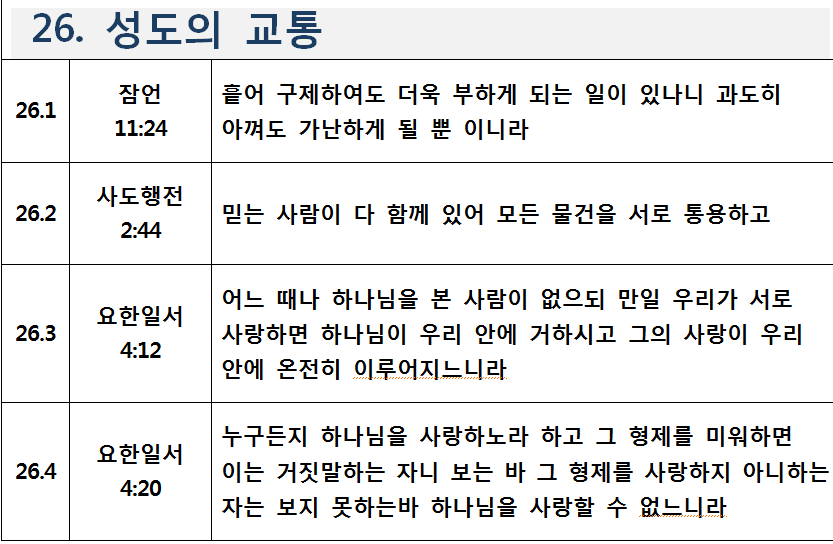 26. 성도의 교통
26.1
잠언
11:24
흩어 구제하여도 더욱 부하게 되는 일이 있나니 과도히
아껴도 가난하게 될 뿐 이니라
26.2
사도행전
2:44
믿는 사람이 다 함께 있어 모든 물건을 서로 통용하고
26.3
요한일서
4:12
어느 때나 하나님을 본 사람이 없으되 만일 우리가 서로
사랑하면 하나님이 우리 안에 거하시고 그의 사랑이 우리
안에 온전히 이루어지느니라
26.4
요한일서
4:20
누구든지 하나님을 사랑하노라 하고 그 형제를 미워하면
이는 거짓말하는 자니 보는 바 그 형제를 사랑하지 아니하는
자는 보지 못하는바 하나님을 사랑할 수 없느니라